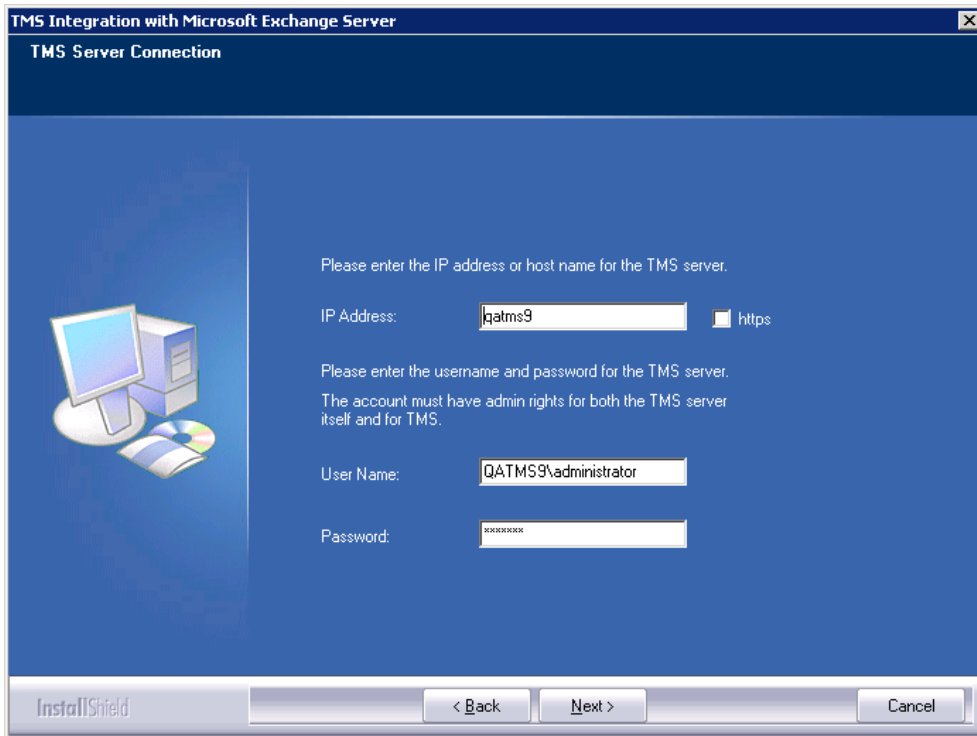 TMS Integration with Microsoft Exchange Server
TMS Server Connection
Please enter the IP address or host name for the TMS server.
IP Address: qatms9 https
Please enter the username and password for the TMS server.
The account must have admin rights for both the TMS server
itself and for TMS.
User Name: QATMS9\administrator
Password: *******
InstallShield < Back Next > Cancel